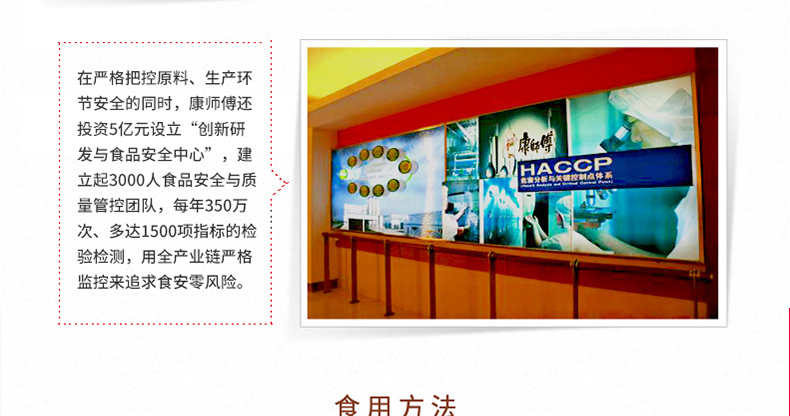 在严格把控原料、生产环
节安全的同时，康师傅还
投资5亿元设立“创新研
发与食品安全中心”，建
立起3000人食品安全与质
量管控团队，每年350万
次、多达1500项指标的检
验检测，用全产业链严格
监控来追求食安零风险。
康师傅
HACCP
危害分析与关键控制点体系
(Hazard Analysis and Critical Control Point)
食用方法